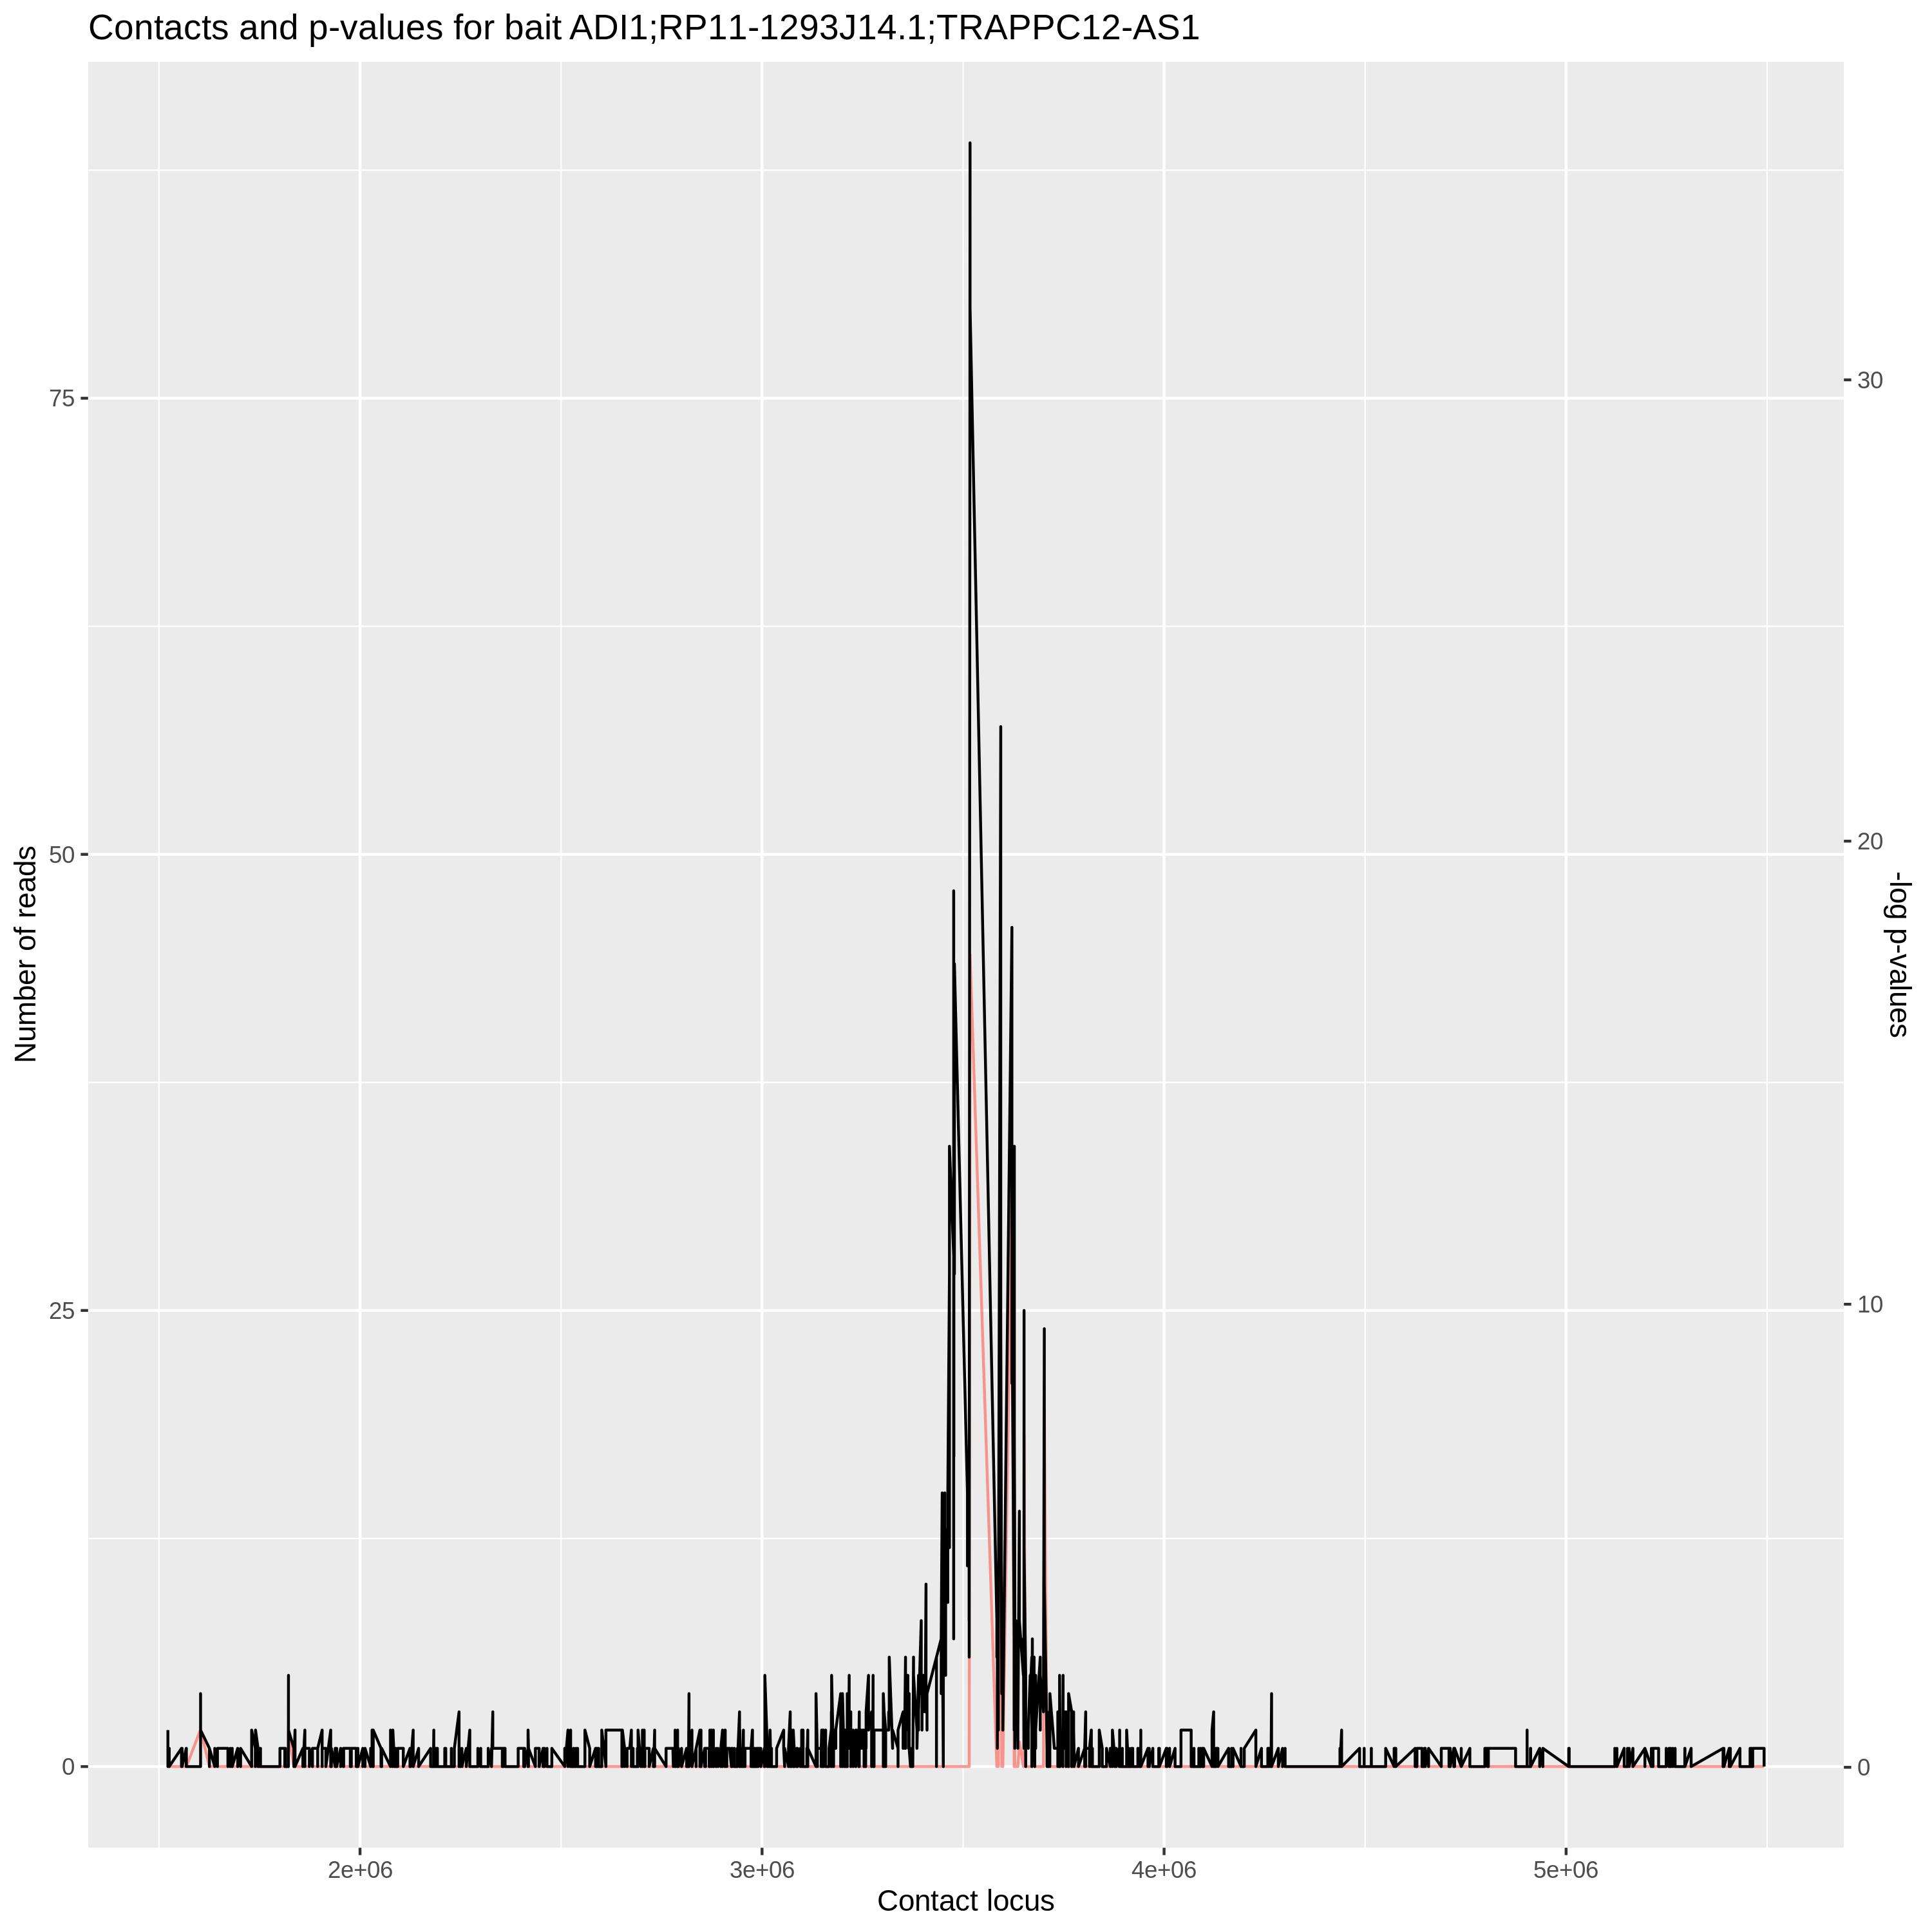 Contacts and p-values for bait ADI1;RP11-1293J14.1;TRAPPC12-AS1
75
50
25
0
Number of reads
30
20
10
0
-log p-values
2e+06
3e+06
4e+06
5e+06
Contact locus